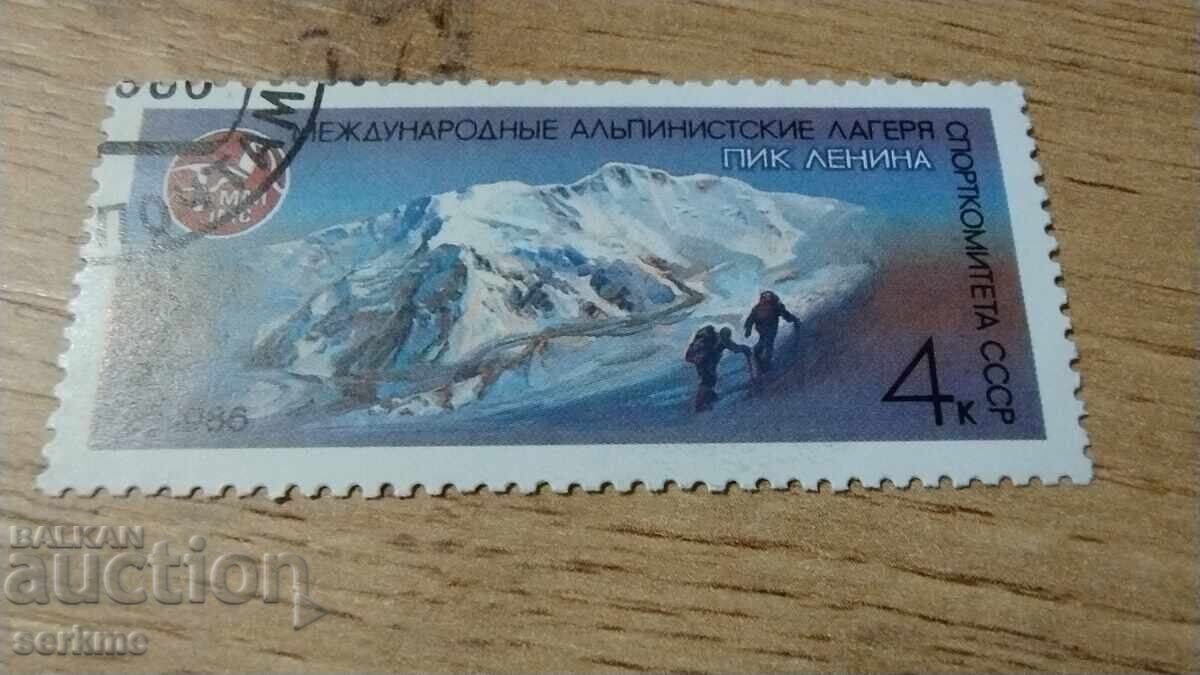 МЕЖДУНАРОДНЫЕ АЛЬПИНИСТСКИЕ ЛАГЕРЯ
СПОРТКОМИТЕТА СССР
ПИК ЛЕНИНА
4к
1986
BALKAN
auction
serkme